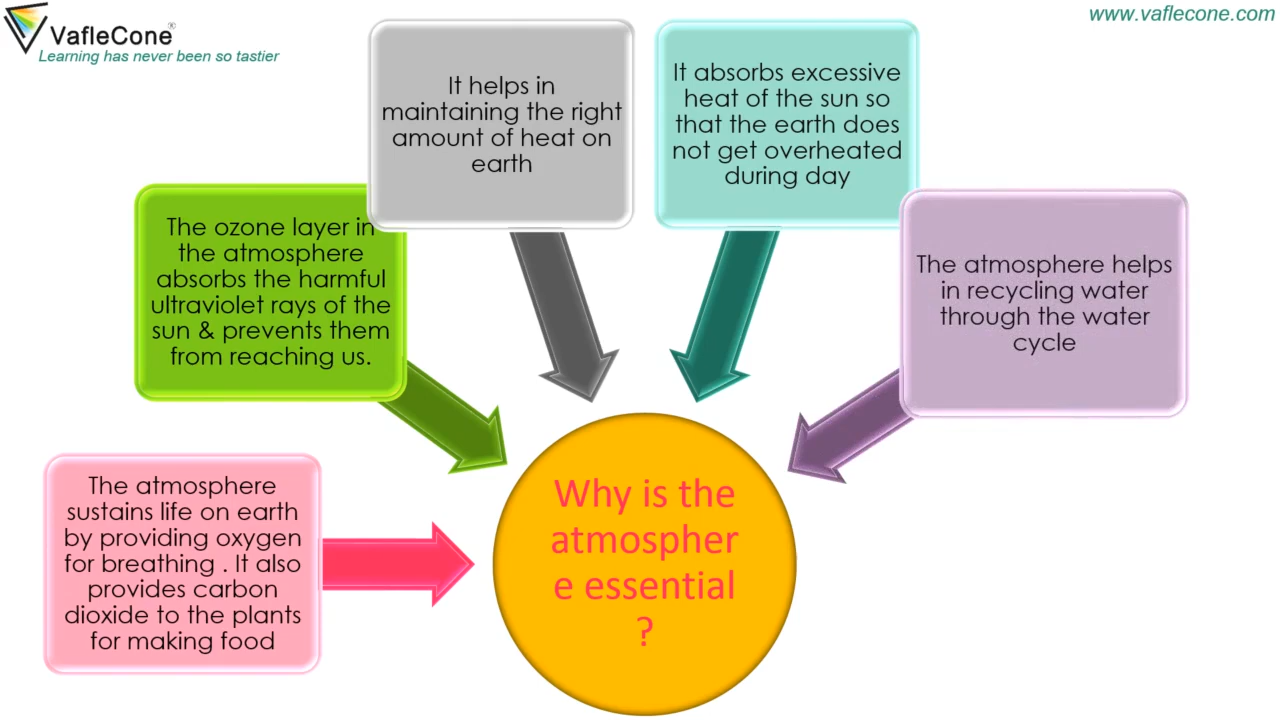 VafleCone®
Learning has never been so tastier
www.vaflecone.com
It helps in
maintaining the right
amount of heat on
earth
It absorbs excessive
heat of the sun so
that the earth does
not get overheated
during day
The ozone layer in
the atmosphere
absorbs the harmful
ultraviolet rays of the
sun & prevents them
from reaching us.
The atmosphere helps
in recycling water
through the water
cycle
The atmosphere
sustains life on earth
by providing oxygen
for breathing . It also
provides carbon
dioxide to the plants
for making food
Why is the
atmospher
e essential
?